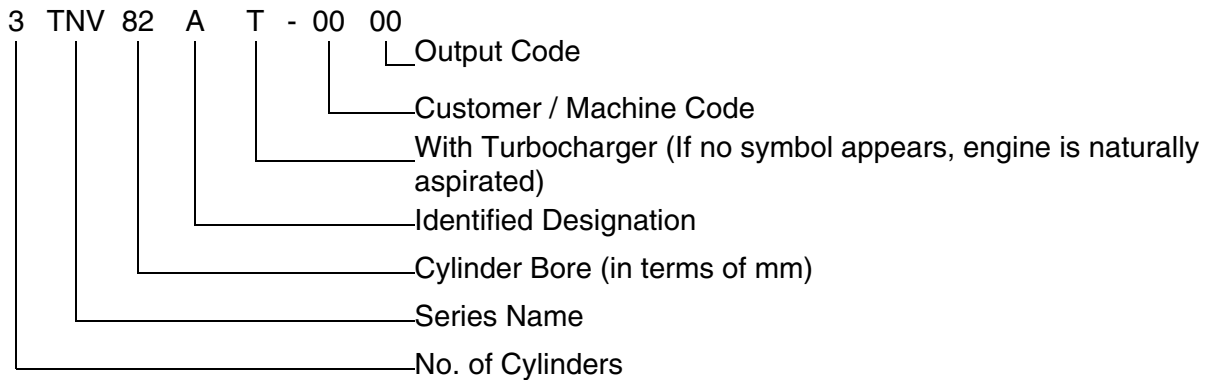 3 TNV 82 A T - 00 00
Output Code
Customer / Machine Code
With Turbocharger (If no symbol appears, engine is naturally
aspirated)
Identified Designation
Cylinder Bore (in terms of mm)
Series Name
No. of Cylinders